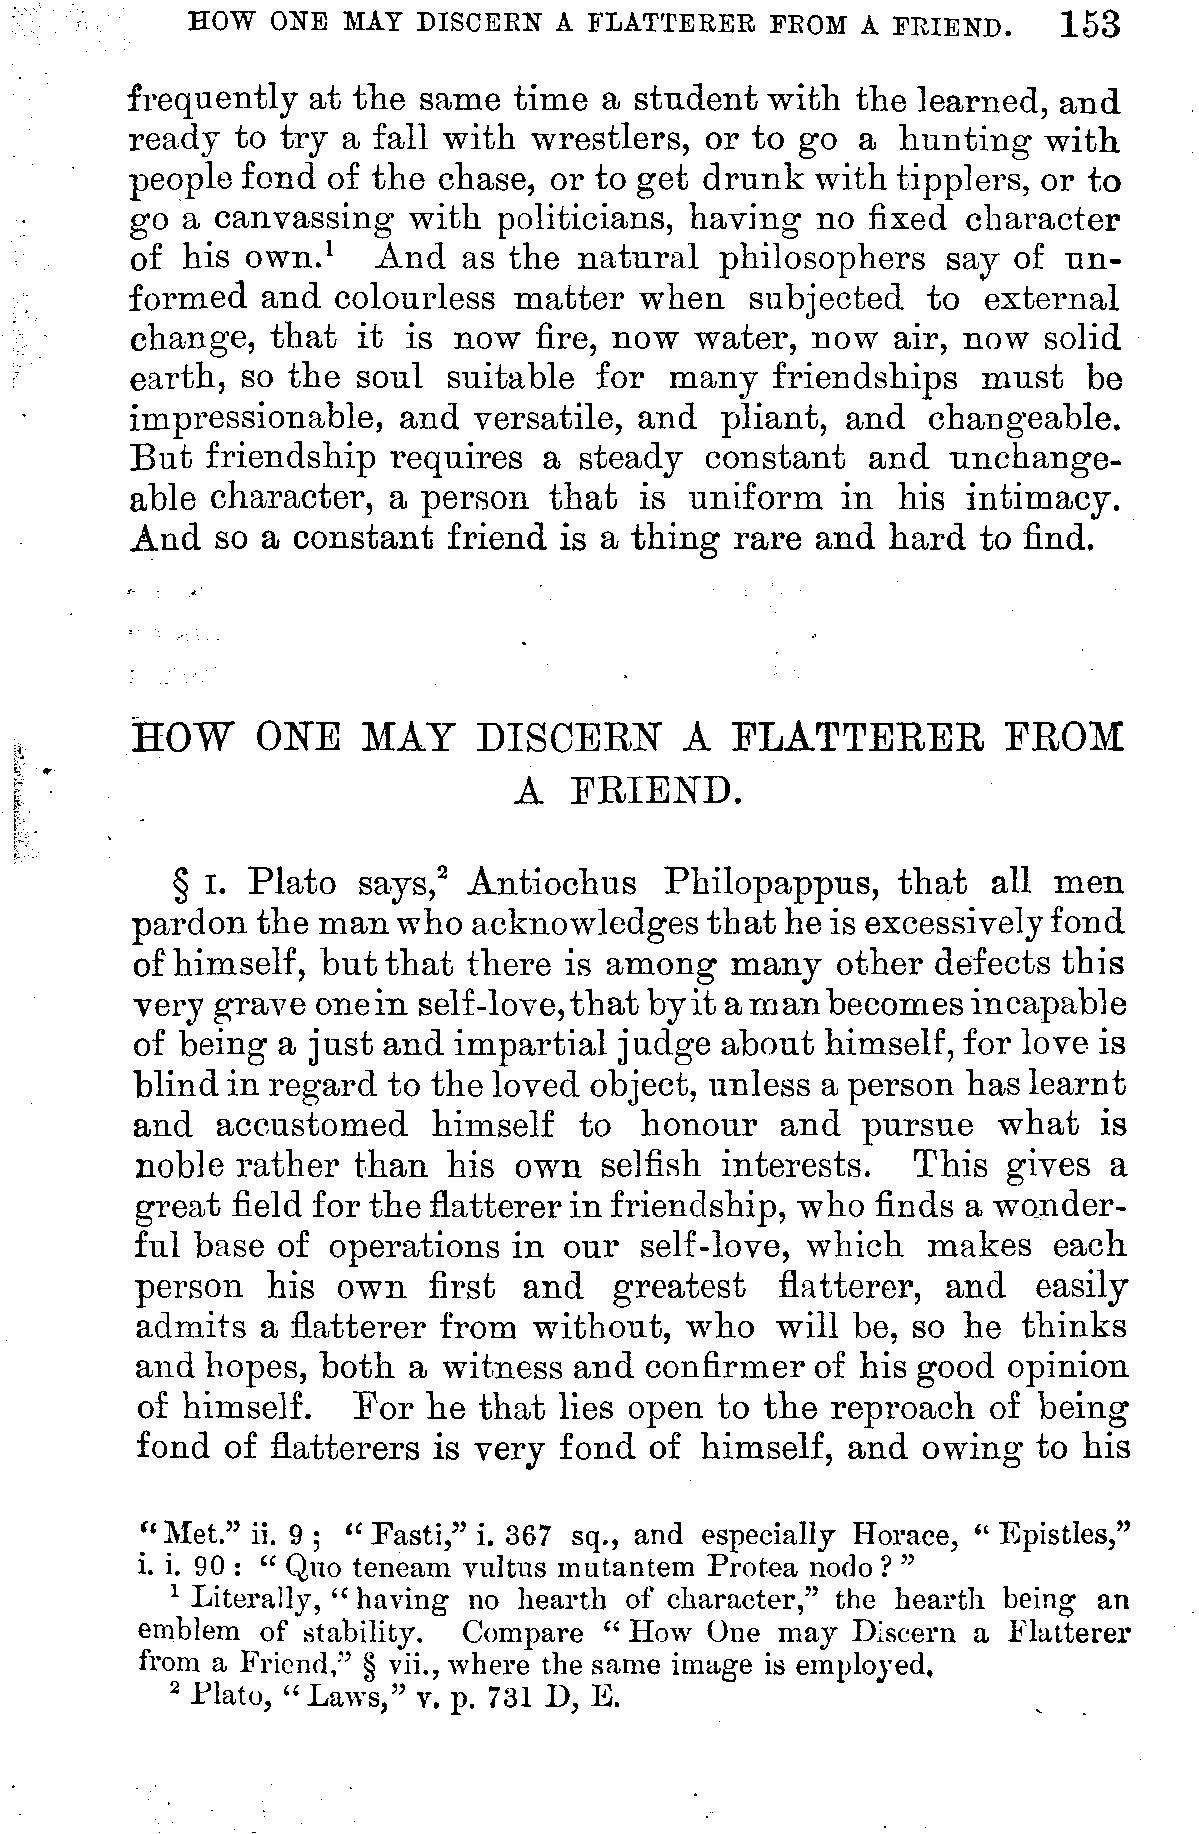 HOW ONE MAY DISCERN A FLATTERER FROM A FRIEND. 153
frequently at the same time a student with the learned, and
ready to try a fall with wrestlers, or to go a hunting with
people fond of the chase, or to get drunk with tipplers, or to
go a canvassing with politicians, having no fixed character
of his own.¹ And as the natural philosophers say of un-
formed and colourless matter when subjected to external
change, that it is now fire, now water, now air, now solid
earth, so the soul suitable for many friendships must be
impressionable, and versatile, and pliant, and changeable.
But friendship requires a steady constant and unchange-
able character, a person that is uniform in his intimacy.
And so a constant friend is a thing rare and hard to find.
HOW ONE MAY DISCERN A FLATTERER FROM
A FRIEND.
§ I. Plato says,² Antiochus Philopappus, that all men
pardon the man who acknowledges that he is excessively fond
of himself, but that there is among many other defects this
very grave one in self-love, that by it a man becomes incapable
of being a just and impartial judge about himself, for love is
blind in regard to the loved object, unless a person has learnt
and accustomed himself to honour and pursue what is
noble rather than his own selfish interests. This gives a
great field for the flatterer in friendship, who finds a wonder-
ful base of operations in our self-love, which makes each
person his own first and greatest flatterer, and easily
admits a flatterer from without, who will be, so he thinks
and hopes, both a witness and confirmer of his good opinion
of himself. For he that lies open to the reproach of being
fond of flatterers is very fond of himself, and owing to his
“Met.” ii. 9; “Fasti,” i. 367 sq., and especially Horace, “Epistles,”
i. i. 90: “Quo teneam vultus mutantem Protea nodo?”
¹ Literally, “having no hearth of character,” the hearth being an
emblem of stability. Compare “How One may Discern a Flatterer
from a Friend,” § vii., where the same image is employed.
² Plato, “Laws,” v. p. 731 D, E.